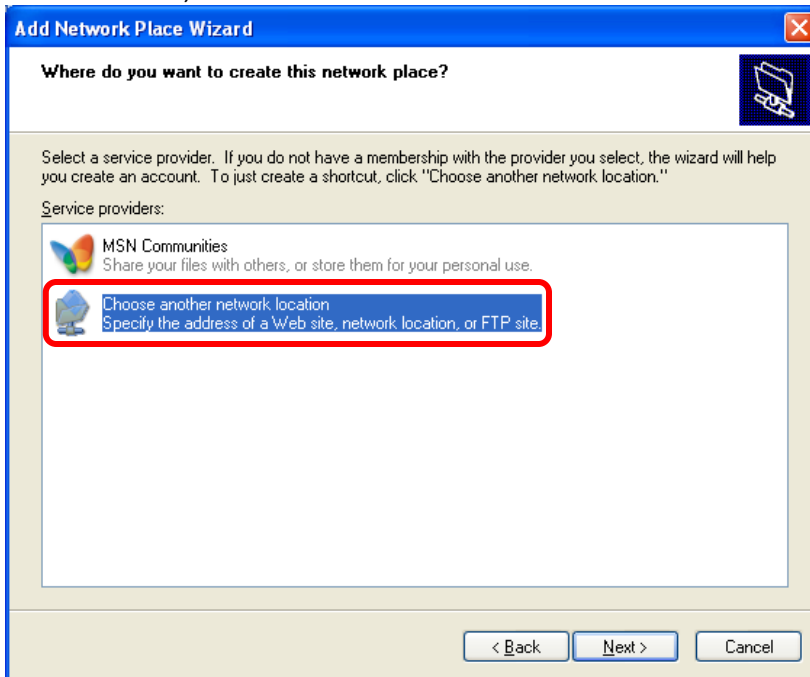 Add Network Place Wizard
Where do you want to create this network place?
Select a service provider. If you do not have a membership with the provider you select, the wizard will help
you create an account. To just create a shortcut, click "Choose another network location."
Service providers:
MSN Communities
Share your files with others, or store them for your personal use.
Choose another network location
Specify the address of a Web site, network location, or FTP site.
< Back Next > Cancel